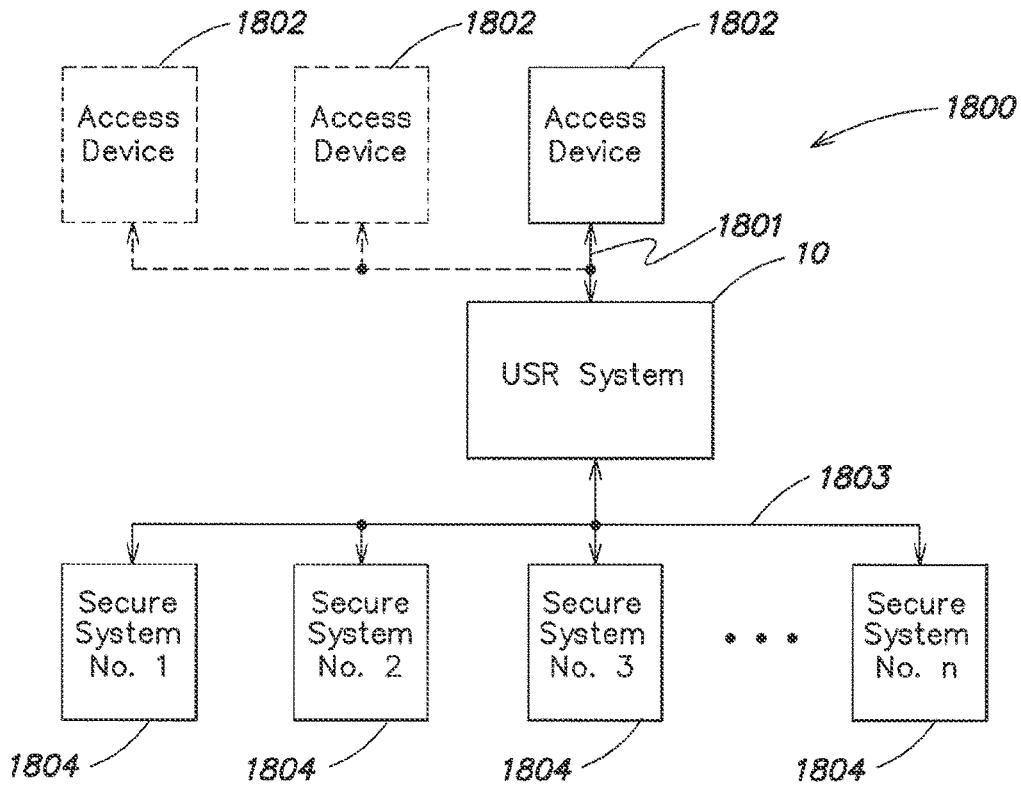 1802
1802
1802
1800
Access
Device
Access
Device
Access
Device
1801
10
USR System
1803
Secure
System
No. 1
Secure
System
No. 2
Secure
System
No. 3
Secure
System
No. n
1804
1804
1804
1804